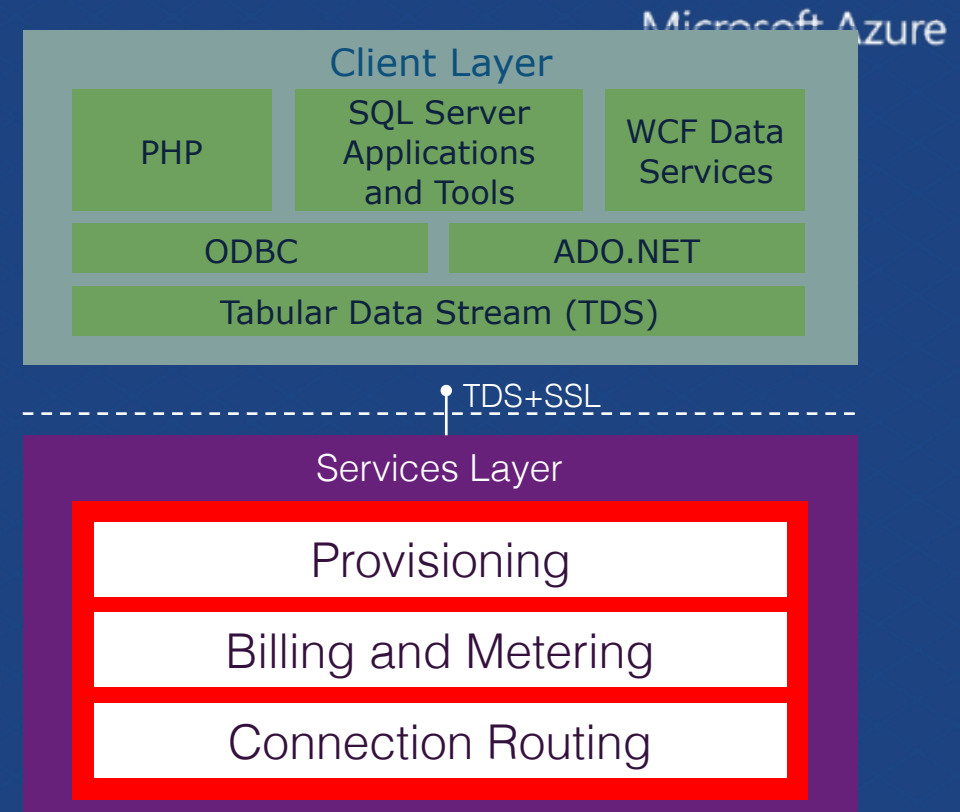 Microsoft Azure
Client Layer
PHP
SQL Server
Applications
and Tools
WCF Data
Services
ODBC
ADO.NET
Tabular Data Stream (TDS)
TDS+SSL
Services Layer
Provisioning
Billing and Metering
Connection Routing